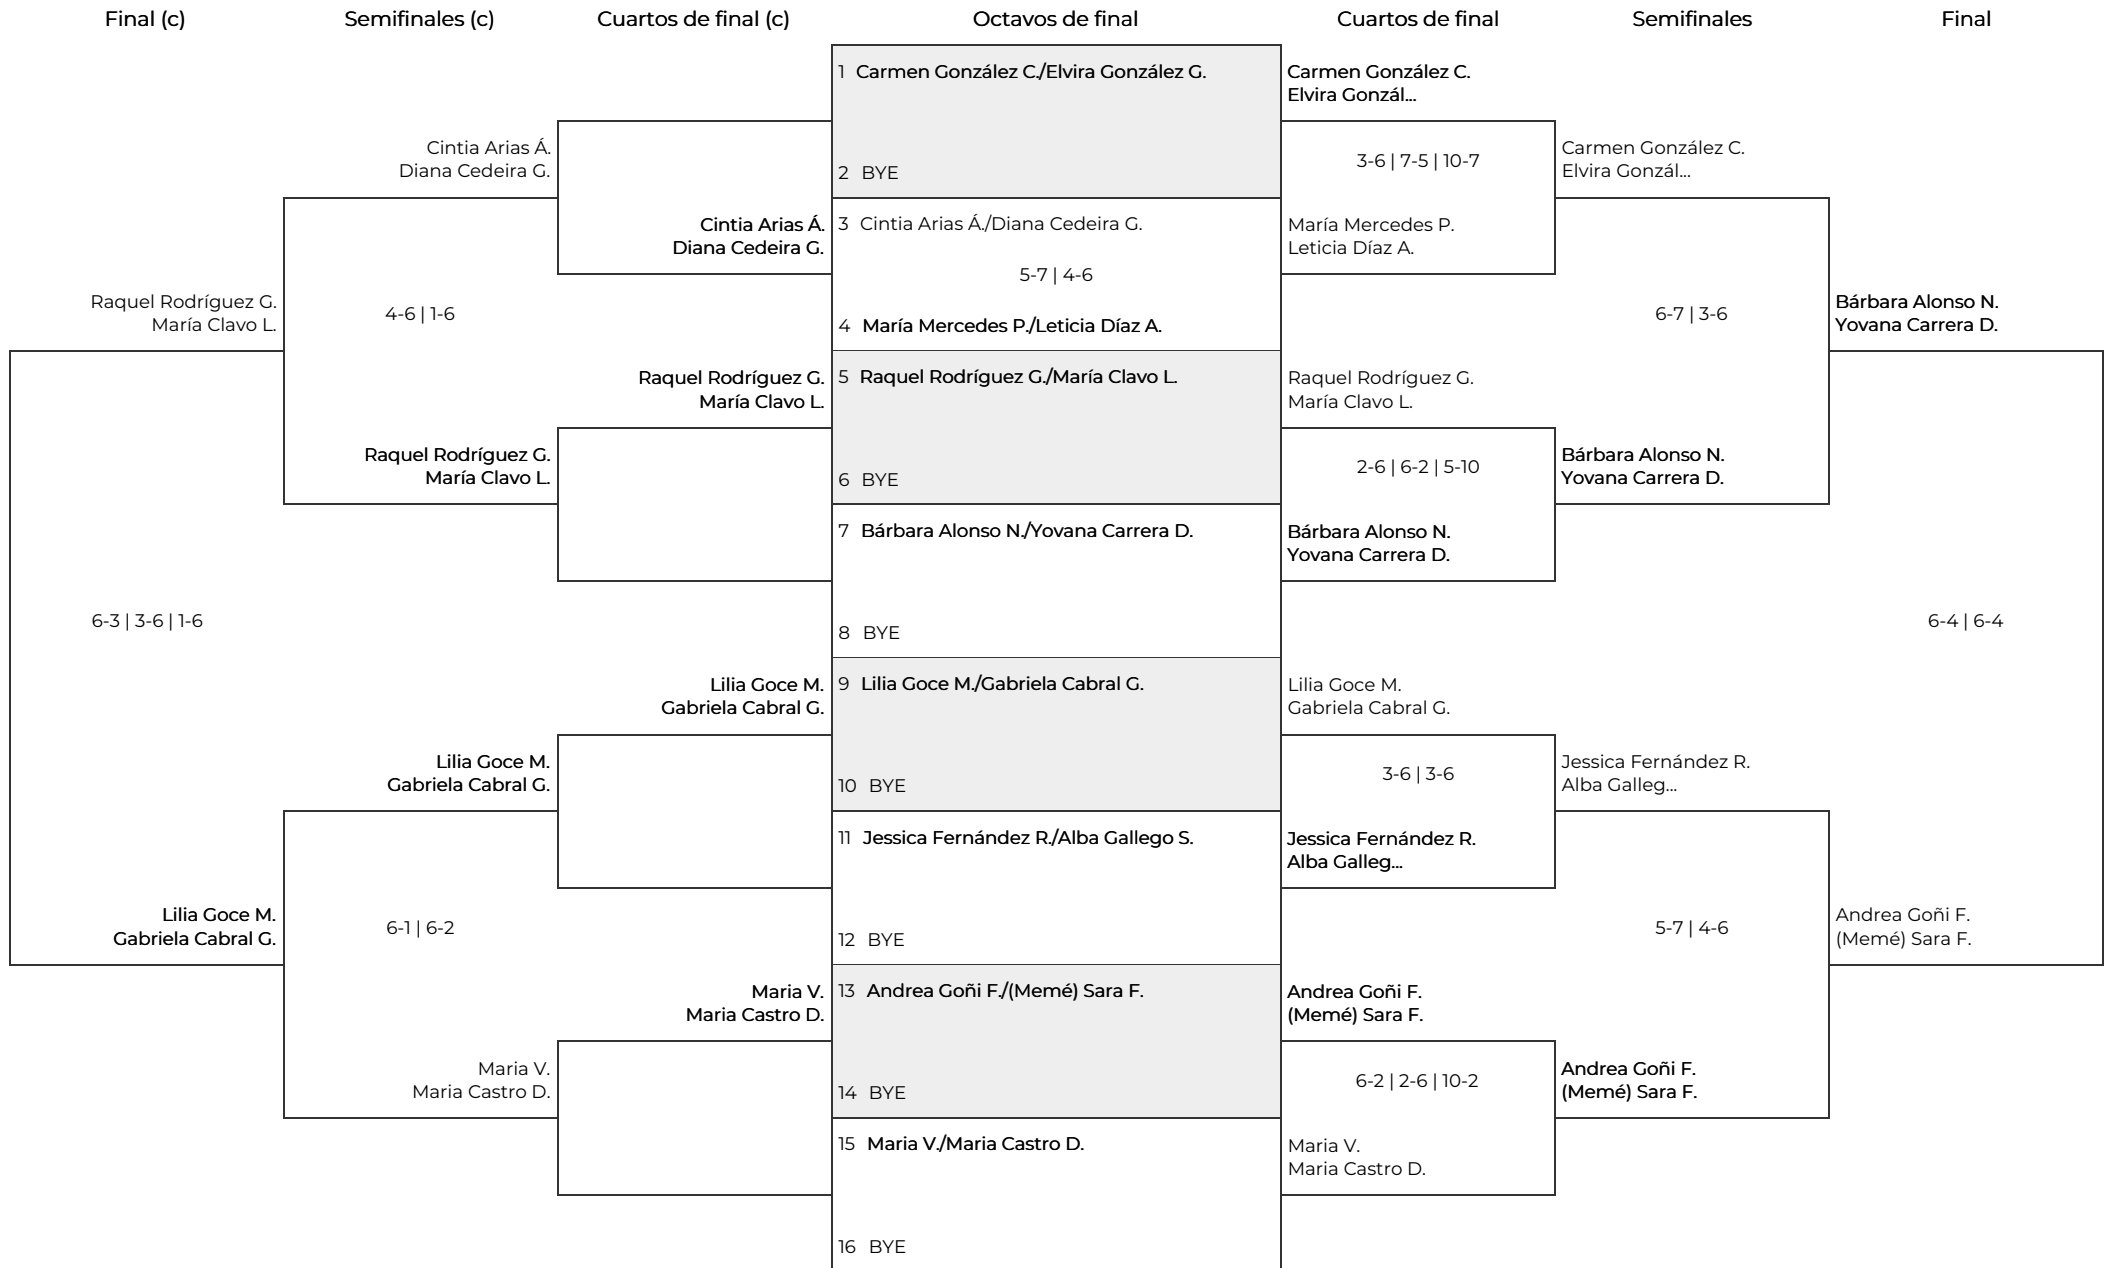 Final (c)
Semifinales (c)
Cuartos de final (c)
Octavos de final
Cuartos de final
Semifinales
Final
Raquel Rodríguez G.
María Clavo L.
6-3 | 3-6 | 1-6
Lilia Goce M.
Gabriela Cabral G.
Cintia Arias Á.
Diana Cedeira G.
4-6 | 1-6
Raquel Rodríguez G.
María Clavo L.
Lilia Goce M.
Gabriela Cabral G.
6-1 | 6-2
Maria V.
Maria Castro D.
Cintia Arias Á.
Diana Cedeira G.
Raquel Rodríguez G.
María Clavo L.
Lilia Goce M.
Gabriela Cabral G.
Maria V.
Maria Castro D.
1 Carmen González C./Elvira González G.
2 BYE
3 Cintia Arias Á./Diana Cedeira G.
5-7 | 4-6
4 María Mercedes P./Leticia Díaz A.
5 Raquel Rodríguez G./María Clavo L.
6 BYE
7 Bárbara Alonso N./Yovana Carrera D.
8 BYE
9 Lilia Goce M./Gabriela Cabral G.
10 BYE
11 Jessica Fernández R./Alba Gallego S.
12 BYE
13 Andrea Goñi F./(Memé) Sara F.
14 BYE
15 Maria V./Maria Castro D.
16 BYE
Carmen González C.
Elvira Gonzál...
3-6 | 7-5 | 10-7
María Mercedes P.
Leticia Díaz A.
Raquel Rodríguez G.
María Clavo L.
2-6 | 6-2 | 5-10
Bárbara Alonso N.
Yovana Carrera D.
Lilia Goce M.
Gabriela Cabral G.
3-6 | 3-6
Jessica Fernández R.
Alba Galleg...
Andrea Goñi F.
(Memé) Sara F.
6-2 | 2-6 | 10-2
Maria V.
Maria Castro D.
Carmen González C.
Elvira Gonzál...
6-7 | 3-6
Bárbara Alonso N.
Yovana Carrera D.
Jessica Fernández R.
Alba Galleg...
5-7 | 4-6
Andrea Goñi F.
(Memé) Sara F.
Bárbara Alonso N.
Yovana Carrera D.
6-4 | 6-4
Andrea Goñi F.
(Memé) Sara F.